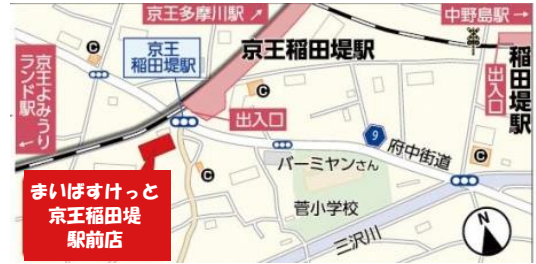 京王多摩川駅↗
中野島駅→
京王
稲田堤駅
京王稲田堤駅
稲田堤駅
出入口
京王よみうり
ランド駅
←
出入口
9
府中街道
バーミヤンさん
まいばすけっと
京王稲田堤
駅前店
菅小学校
三沢川
N
C
C
C
C